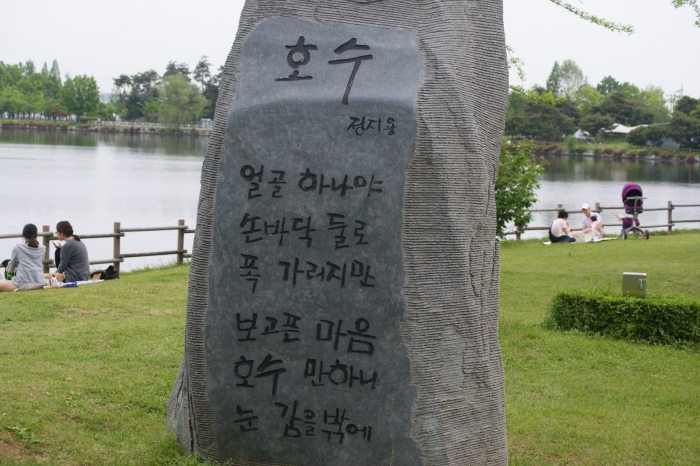 호수
정지용
얼골 하나야
손바닥 둘로
폭 가리지만
보고픈 마음
호수 만하니
눈 감을 밖에